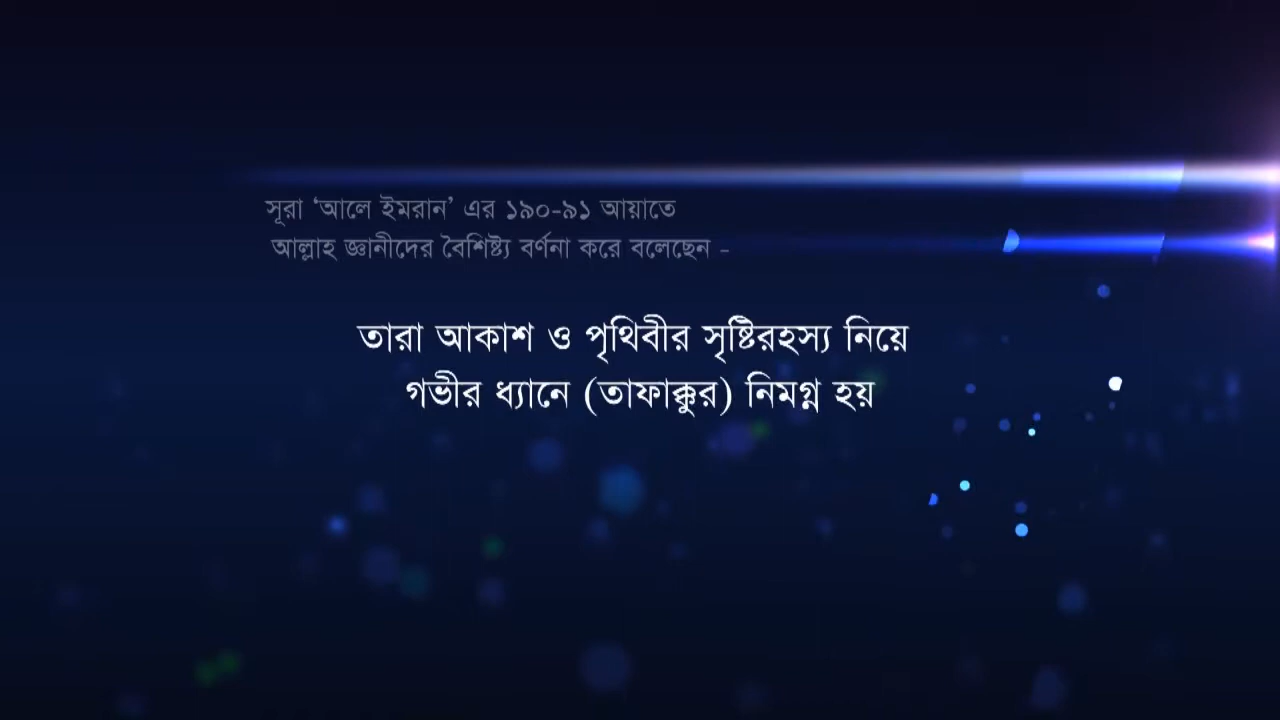 সূরা ‘আলে ইমরান’ এর ১৯০-৯১ আয়াতে
আল্লাহ জ্ঞানীদের বৈশিষ্ট্য বর্ণনা করে বলেছেন -
তারা আকাশ ও পৃথিবীর সৃষ্টিরহস্য নিয়ে
গভীর ধ্যানে (তাফাক্কুর) নিমগ্ন হয়